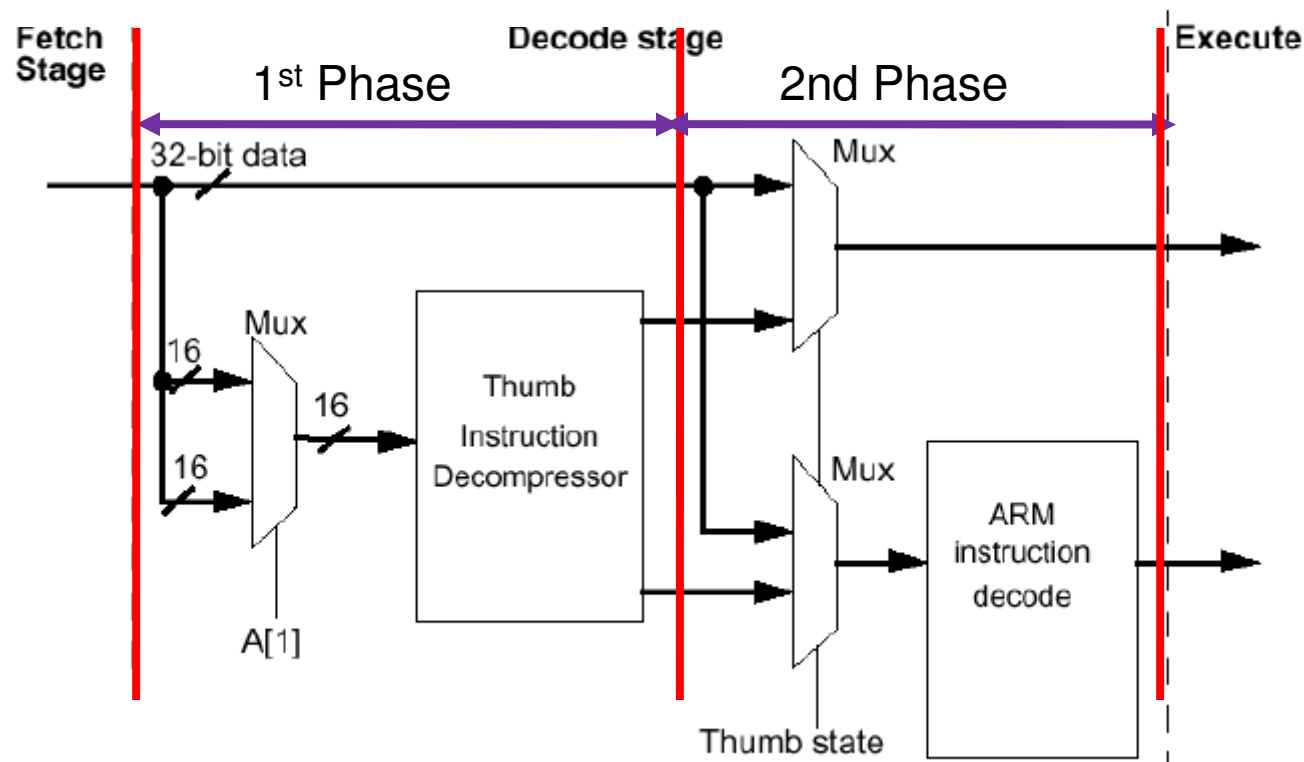 Fetch
Stage
Decode stage
Execute
1st Phase
2nd Phase
32-bit data
Mux
Mux
16
16
16
Thumb
Instruction
Decompressor
A[1]
Mux
ARM
instruction
decode
Thumb state